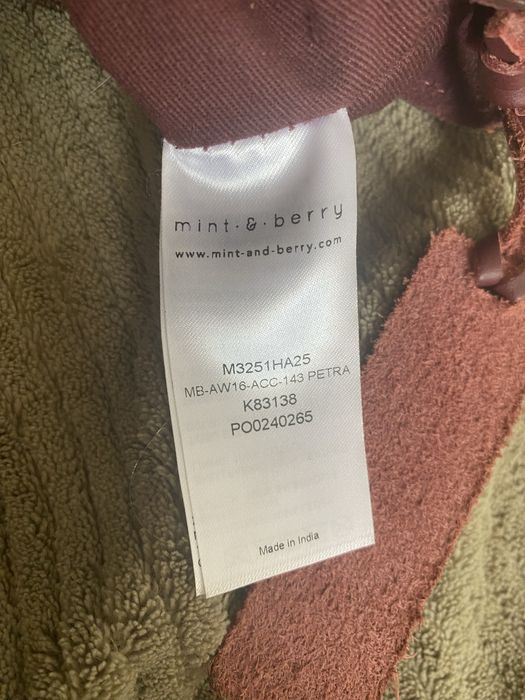 mint·&·berry
www.mint-and-berry.com
M3251HA25
MB-AW16-ACC-143 PETRA
K83138
PO0240265
Made in India